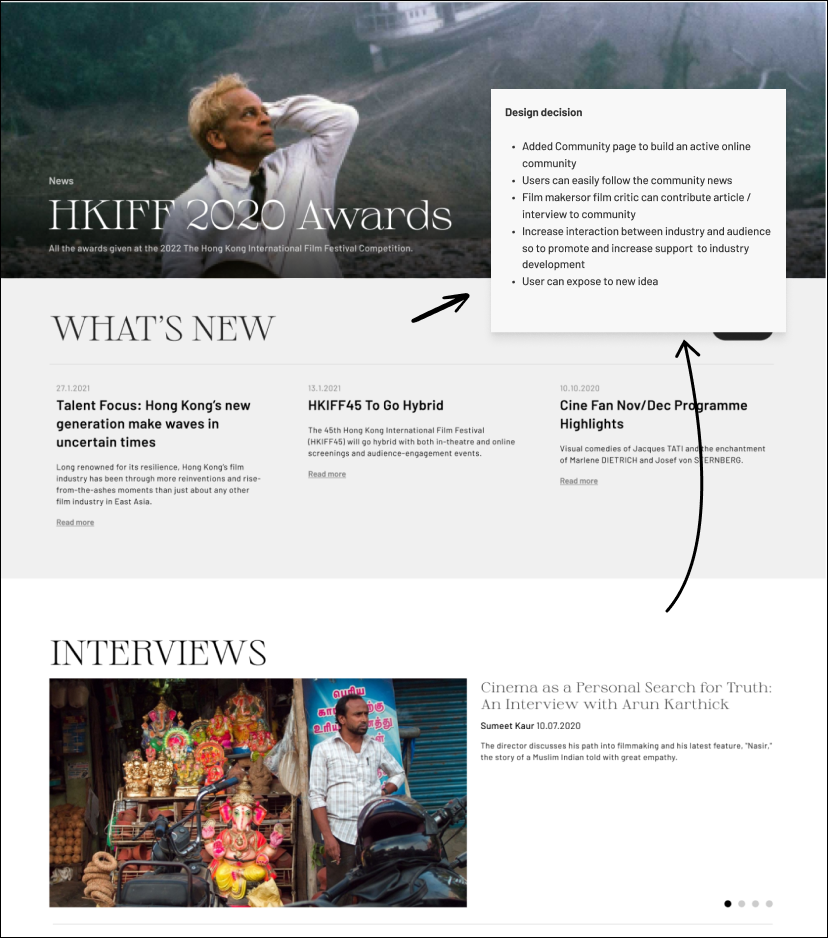 News
HKIFF 2020 Awards
All the awards given at the 2022 The Hong Kong International Film Festival Competition.
Design decision
• Added Community page to build an active online
community
• Users can easily follow the community news
• Film makersor film critic can contribute article /
interview to community
• Increase interaction between industry and audience
so to promote and increase support to industry
development
• User can expose to new idea
WHAT'S NEW
27.1.2021
Talent Focus: Hong Kong's new
generation make waves in
uncertain times
Long renowned for its resilience, Hong Kong's film
industry has been through more reinventions and rise-
from-the-ashes moments than just about any other
film industry in East Asia.
Read more
13.1.2021
HKIFF45 To Go Hybrid
The 45th Hong Kong International Film Festival
(HKIFF45) will go hybrid with both in-theatre and online
screenings and audience-engagement events.
Read more
10.10.2020
Cine Fan Nov/Dec Programme
Highlights
Visual comedies of Jacques TATI and the enchantment
of Marlene DIETRICH and Josef von STERNBERG.
Read more
INTERVIEWS
பெரிய
Cinema as a Personal Search for Truth:
An Interview with Arun Karthick
Sumeet Kaur 10.07.2020
The director discusses his path into filmmaking and his latest feature, "Nasir,"
the story of a Muslim Indian told with great empathy.